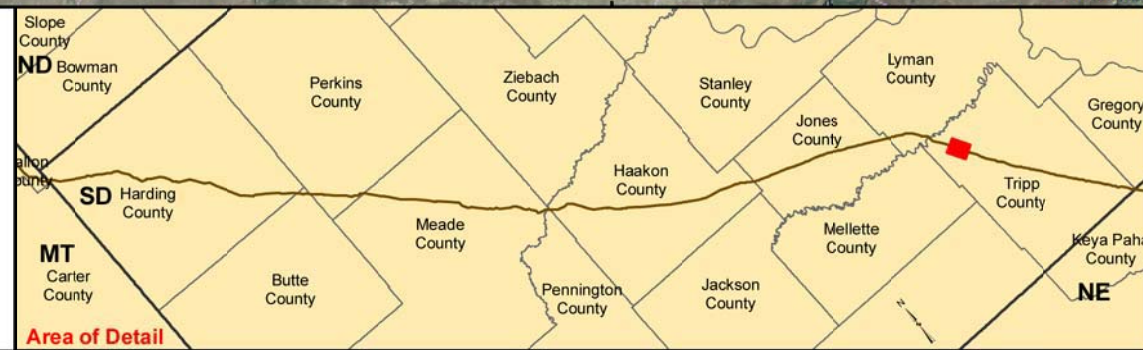 Slope
County
ND
Bowman
County
Perkins
County
Ziebach
County
Stanley
County
Lyman
County
Gregory
County
Jones
County
Haakon
County
SD
Harding
County
Meade
County
Tripp
County
Mellette
County
Keya Paha
County
MT
Carter
County
Butte
County
Pennington
County
Jackson
County
NE
N
Area of Detail